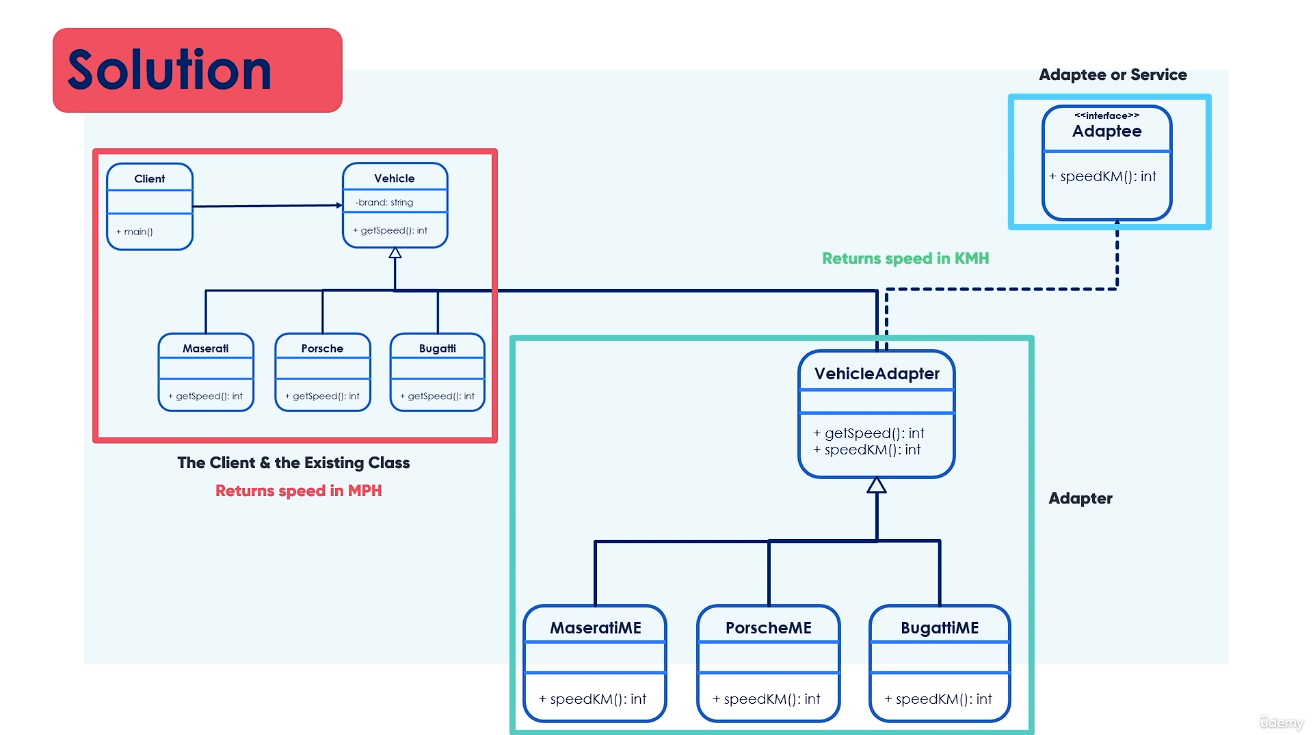 Solution
Adaptee or Service
<<interface>>
Adaptee
+ speedKM(): int
Client
+ main()
Vehicle
-brand: string
+ getSpeed(): int
Maserati
+ getSpeed(): int
Porsche
+ getSpeed(): int
Bugatti
+ getSpeed(): int
The Client & the Existing Class
Returns speed in MPH
Returns speed in KMH
VehicleAdapter
+ getSpeed(): int
+ speedKM(): int
Adapter
MaseratiME
+ speedKM(): int
PorscheME
+ speedKM(): int
BugattiME
+ speedKM(): int
ûdemy